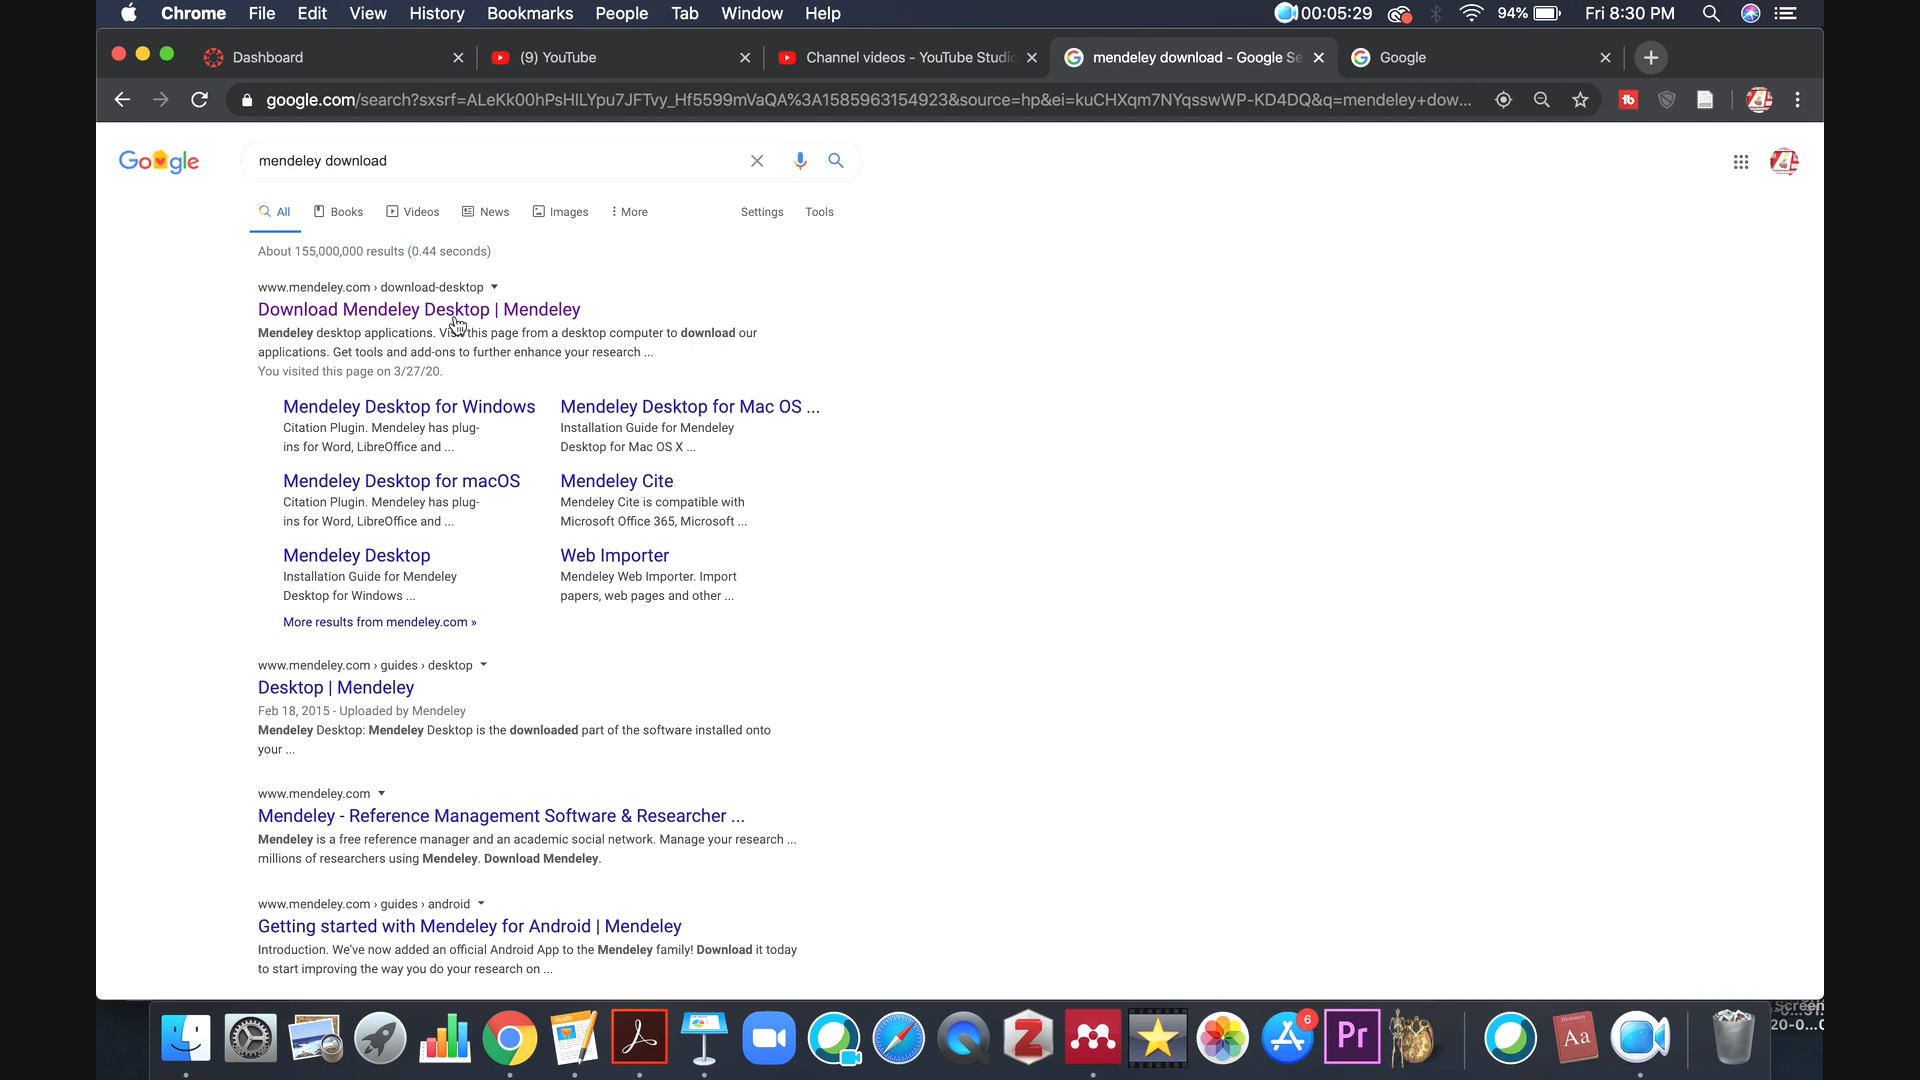 Chrome File Edit View History Bookmarks People Tab Window Help 00:05:29 94% Fri 8:30 PM
Dashboard (9) YouTube Channel videos - YouTube Studio mendeley download - Google Se Google
google.com/search?sxsrf=ALeKk00hPsHILYpu7JFTvy_Hf5599mVaQA%3A1585963154923&source=hp&ei=kuCHXqm7NYqsswWP-KD4DQ&q=mendeley+dow...
Google mendeley download
All Books Videos News Images More Settings Tools
About 155,000,000 results (0.44 seconds)
www.mendeley.com › download-desktop
Download Mendeley Desktop | Mendeley
Mendeley desktop applications. Visit this page from a desktop computer to download our
applications. Get tools and add-ons to further enhance your research ...
You visited this page on 3/27/20.
Mendeley Desktop for Windows
Citation Plugin. Mendeley has plug-
ins for Word, LibreOffice and ...
Mendeley Desktop for Mac OS ...
Installation Guide for Mendeley
Desktop for Mac OS X ...
Mendeley Desktop for macOS
Citation Plugin. Mendeley has plug-
ins for Word, LibreOffice and ...
Mendeley Cite
Mendeley Cite is compatible with
Microsoft Office 365, Microsoft ...
Mendeley Desktop
Installation Guide for Mendeley
Desktop for Windows ...
Web Importer
Mendeley Web Importer. Import
papers, web pages and other ...
More results from mendeley.com »
www.mendeley.com › guides › desktop
Desktop | Mendeley
Feb 18, 2015 - Uploaded by Mendeley
Mendeley Desktop: Mendeley Desktop is the downloaded part of the software installed onto
your ...
www.mendeley.com
Mendeley - Reference Management Software & Researcher ...
Mendeley is a free reference manager and an academic social network. Manage your research ...
millions of researchers using Mendeley. Download Mendeley.
www.mendeley.com › guides › android
Getting started with Mendeley for Android | Mendeley
Introduction. We've now added an official Android App to the Mendeley family! Download it today
to start improving the way you do your research on ...
Screen
20-0...0
6
Z
Pr
Aa